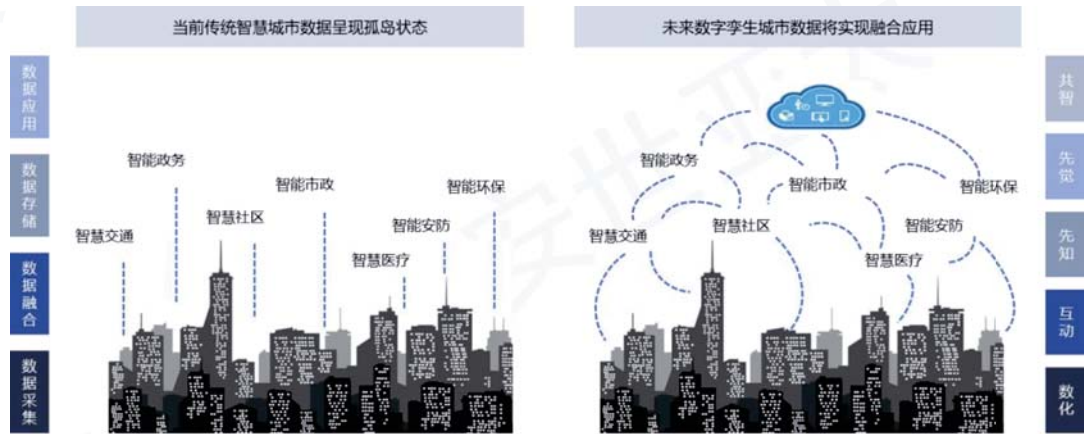 当前传统智慧城市数据呈现孤岛状态
未来数字孪生城市数据将实现融合应用
数据应用
数据存储
数据融合
数据采集
智能政务
智能市政
智能环保
智慧社区
智能安防
智慧交通
智慧医疗
智能政务
智能市政
智能环保
智慧社区
智能安防
智慧交通
智慧医疗
共智
先觉
先知
互动
数化
安世亚太